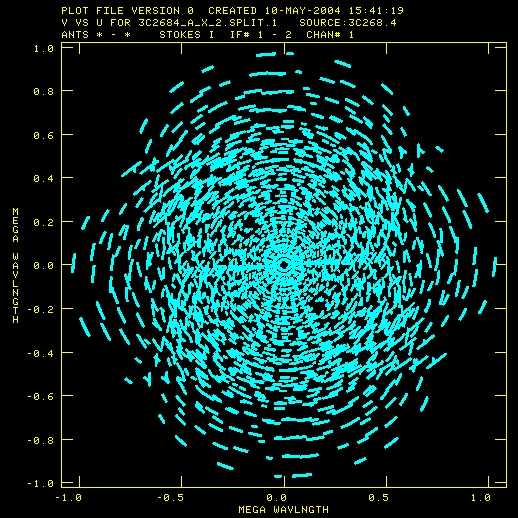 PLOT FILE VERSION 0 CREATED 10-MAY-2004 15:41:19
V VS U FOR 3C2684_A_X_2.SPLIT.1 SOURCE:3C268.4
ANTS * - * STOKES I IF# 1 - 2 CHAN# 1
1.0
0.8
0.6
0.4
0.2
0.0
-0.2
-0.4
-0.6
-0.8
-1.0
MEGA WAVLNGTH
-1.0 -0.5 0.0 0.5 1.0
MEGA WAVLNGTH